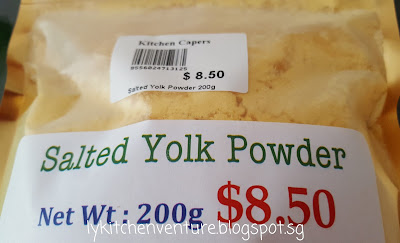 Kitchen Capers
9556024713125
$ 8.50
Salted Yolk Powder 200g
Salted Yolk Powder
Net Wt : 200g $8.50
lykitchenventure.blogspot.sg